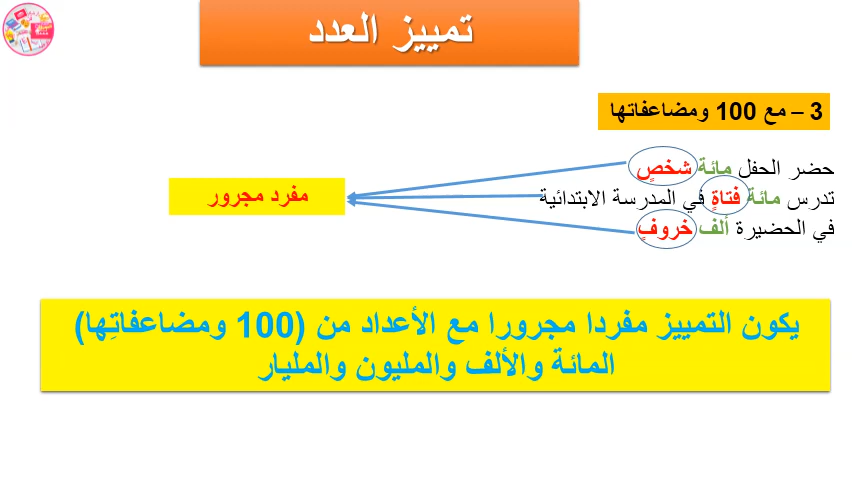 تمييز العدد
3 – مع 100 ومضاعفاتها
حضر الحفل مائة شخصٍ
تدرس مائة فتاةٍ في المدرسة الابتدائية
في الحضيرة ألف خروفٍ
مفرد مجرور
يكون التمييز مفردا مجرورا مع الأعداد من (100 ومضاعفاتِها)
المائة والألف والمليون والمليار